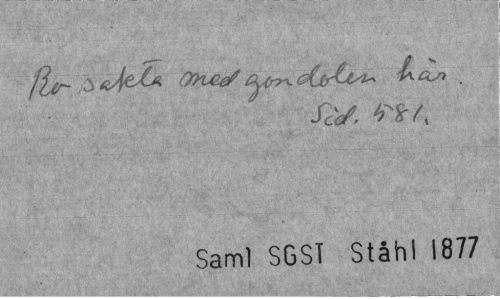 Ro sakta med gondolen här.
Sid. 581.
Saml SGST Ståhl 1877